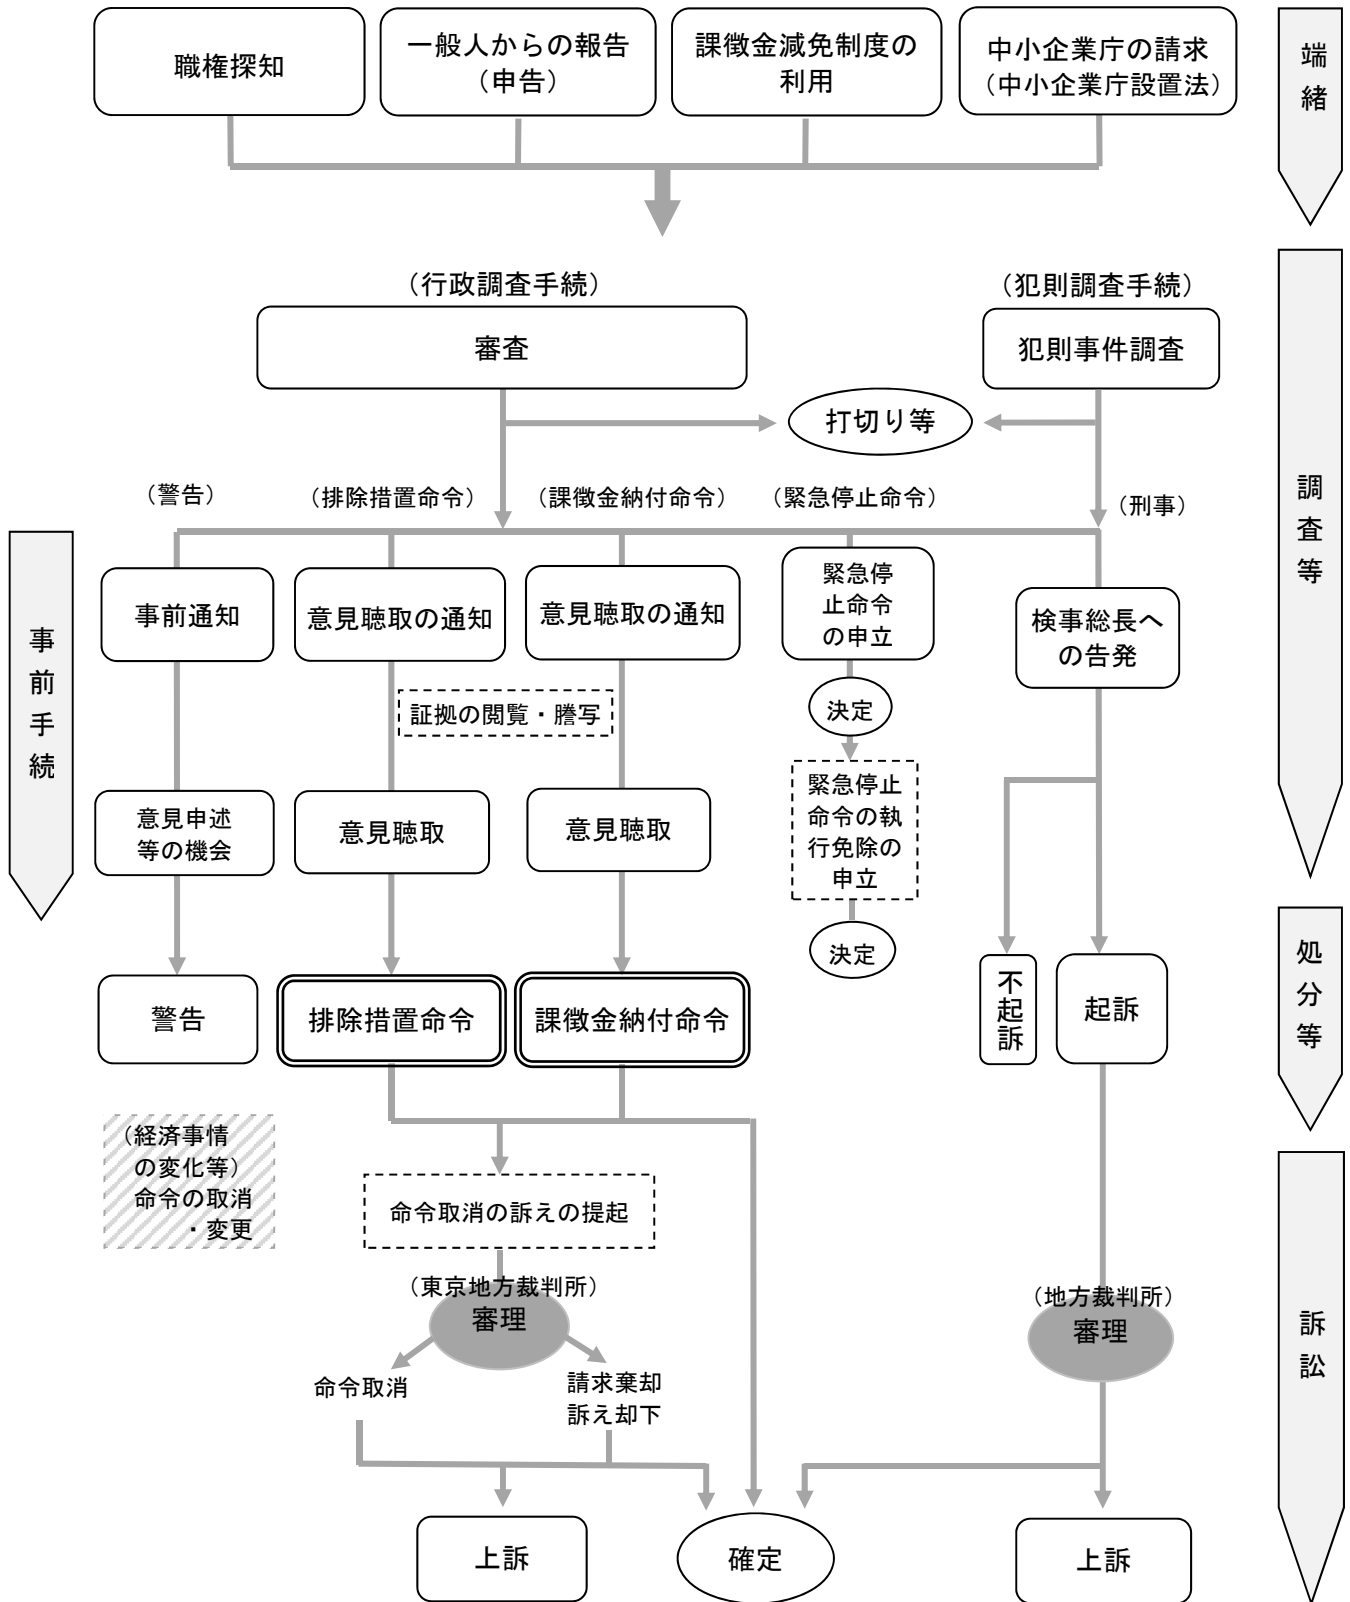 職権探知
一般人からの報告
（申告）
課徴金減免制度の
利用
中小企業庁の請求
（中小企業庁設置法）
端緒
（行政調査手続）
（犯則調査手続）
審査
犯則事件調査
打切り等
調査等
（警告）
（排除措置命令）
（課徴金納付命令）
（緊急停止命令）
（刑事）
事前手続
事前通知
意見聴取の通知
意見聴取の通知
緊急停
止命令
の申立
検事総長へ
の告発
証拠の閲覧・謄写
決定
意見申述
等の機会
意見聴取
意見聴取
緊急停止
命令の執
行免除の
申立
決定
処分等
警告
排除措置命令
課徴金納付命令
不起訴
起訴
（経済事情
の変化等）
命令の取消
・変更
命令取消の訴えの提起
（東京地方裁判所）
審理
（地方裁判所）
審理
訴訟
命令取消
請求棄却
訴え却下
上訴
確定
上訴